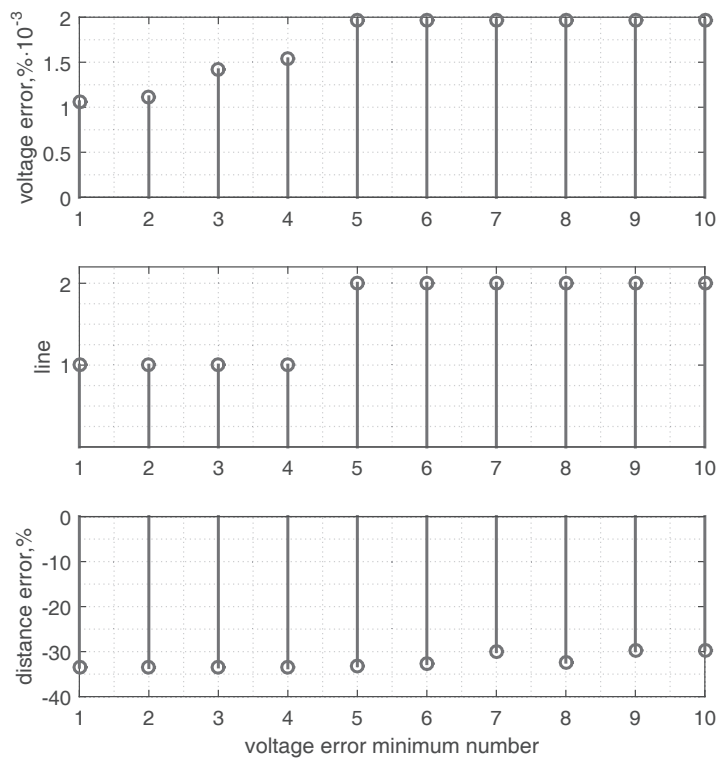 voltage error,%·10⁻³
2
1.5
1
0.5
0
1 2 3 4 5 6 7 8 9 10
line
2
1
1 2 3 4 5 6 7 8 9 10
distance error,%
0
-10
-20
-30
-40
1 2 3 4 5 6 7 8 9 10
voltage error minimum number